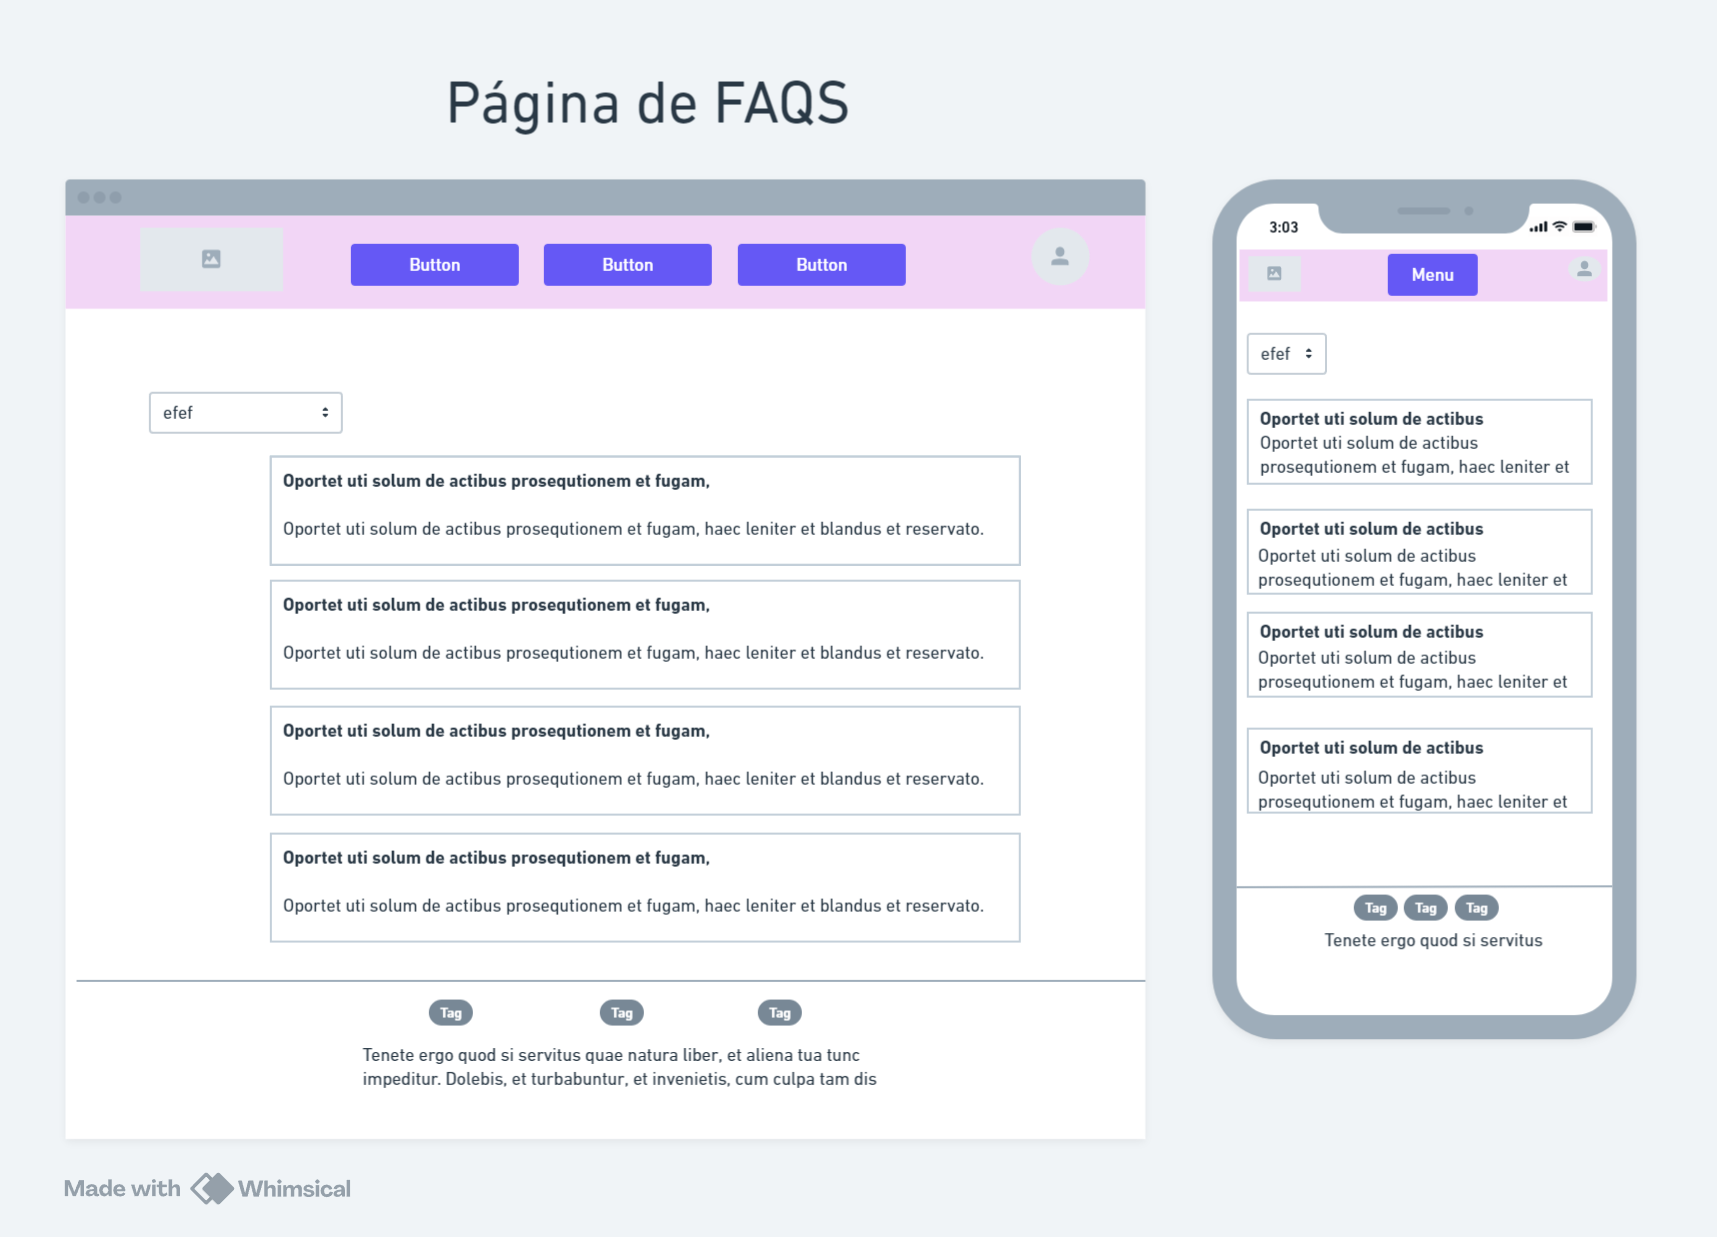 Página de FAQS
Button
Button
Button
efef
Oportet uti solum de actibus prosequtionem et fugam,
Oportet uti solum de actibus prosequtionem et fugam, haec leniter et blandus et reservato.
Oportet uti solum de actibus prosequtionem et fugam,
Oportet uti solum de actibus prosequtionem et fugam, haec leniter et blandus et reservato.
Oportet uti solum de actibus prosequtionem et fugam,
Oportet uti solum de actibus prosequtionem et fugam, haec leniter et blandus et reservato.
Oportet uti solum de actibus prosequtionem et fugam,
Oportet uti solum de actibus prosequtionem et fugam, haec leniter et blandus et reservato.
Tag
Tag
Tag
Tenete ergo quod si servitus quae natura liber, et aliena tua tunc
impeditur. Dolebis, et turbabuntur, et invenietis, cum culpa tam dis
3:03
Menu
efef
Oportet uti solum de actibus
Oportet uti solum de actibus
prosequtionem et fugam, haec leniter et
Oportet uti solum de actibus
Oportet uti solum de actibus
prosequtionem et fugam, haec leniter et
Oportet uti solum de actibus
Oportet uti solum de actibus
prosequtionem et fugam, haec leniter et
Oportet uti solum de actibus
Oportet uti solum de actibus
prosequtionem et fugam, haec leniter et
Tag
Tag
Tag
Tenete ergo quod si servitus
Made with Whimsical